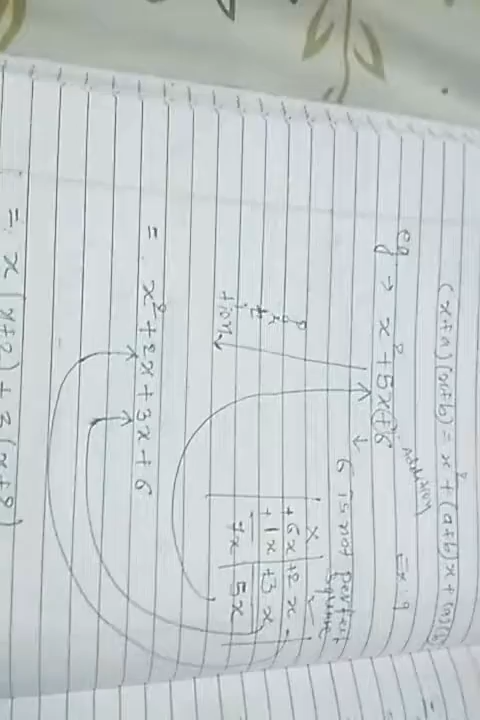 (x+a)(x+b) = x² + (a+b)x + (a)(b)
addition
eg → x² + 5x + 6
6 is not perfect square
x
+6x +2x
+1x +3x
7x 5x
= x² + 2x + 3x + 6
= x (x+2) + 3 (x+2)